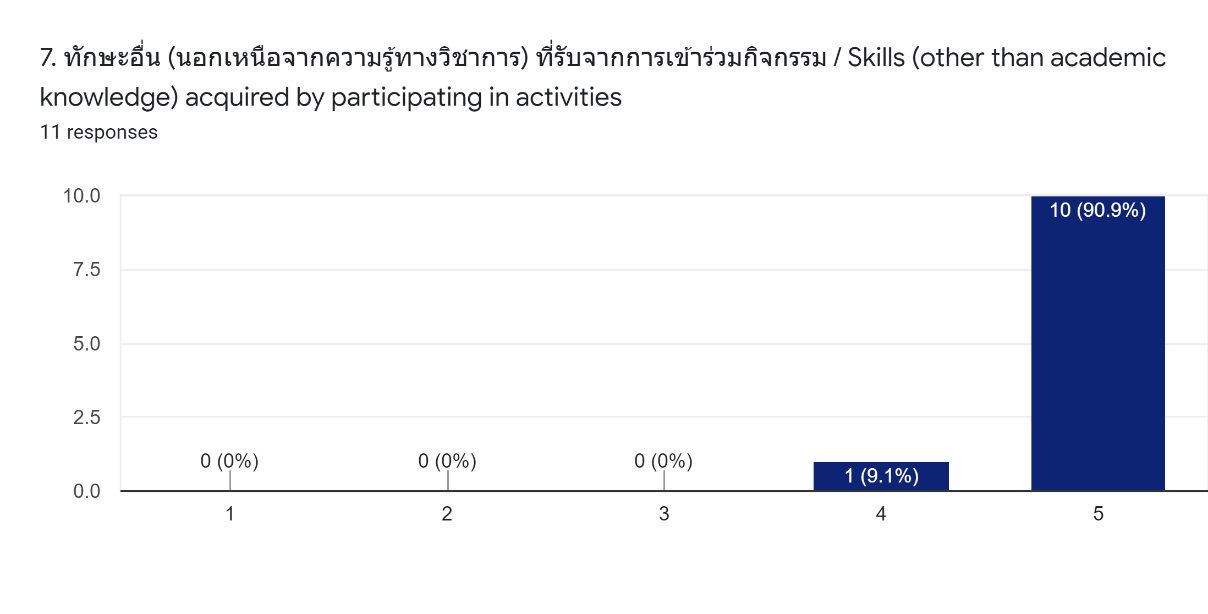 7. ทักษะอื่น (นอกเหนือจากความรู้ทางวิชาการ) ที่รับจากการเข้าร่วมกิจกรรม / Skills (other than academic
knowledge) acquired by participating in activities
11 responses
10.0
10 (90.9%)
7.5
5.0
2.5
0 (0%) 0 (0%) 0 (0%)
1 (9.1%)
0.0
1 2 3 4 5